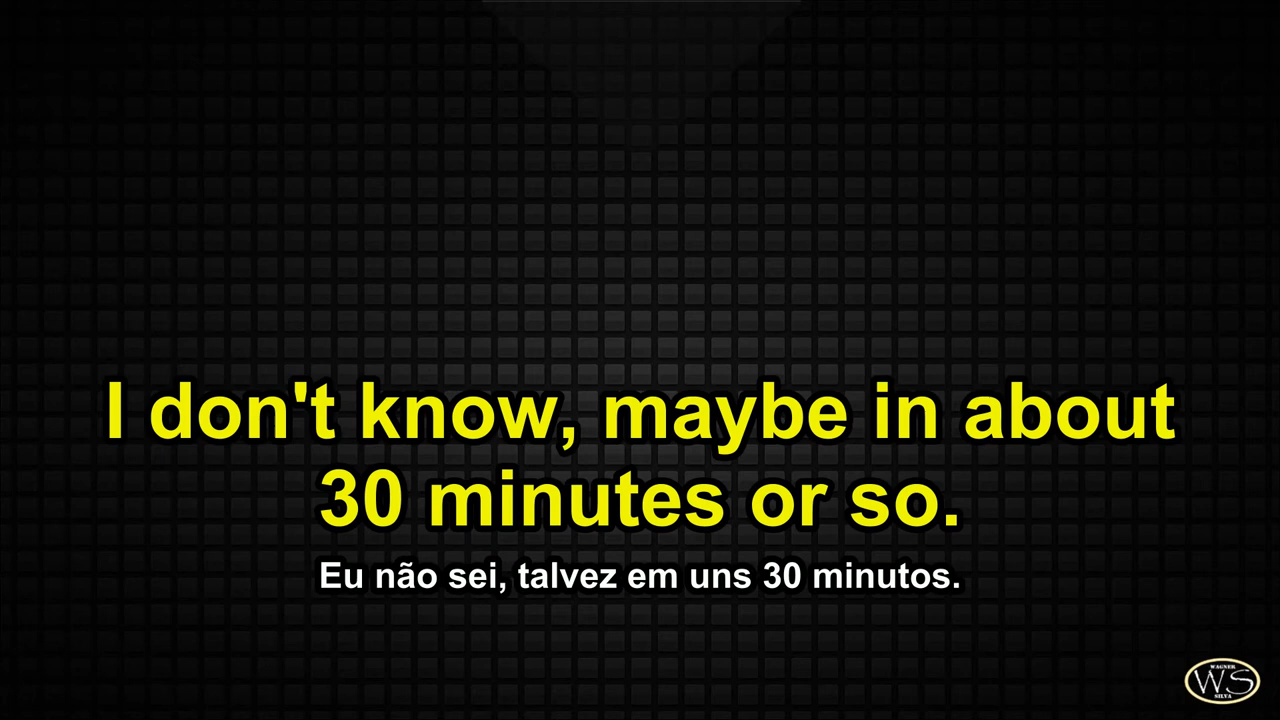 I don't know, maybe in about
30 minutes or so.
Eu não sei, talvez em uns 30 minutos.
WAGNER
WS
SILVA